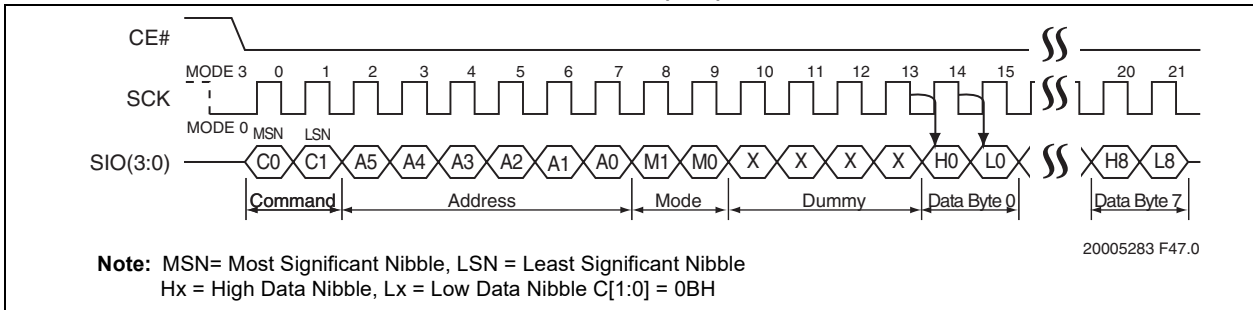 CE#
MODE 3 0 1 2 3 4 5 6 7 8 9 10 11 12 13 14 15 20 21
SCK
MODE 0
MSN LSN
SIO(3:0) C0 C1 A5 A4 A3 A2 A1 A0 M1 M0 X X X X H0 L0 H8 L8
Command Address Mode Dummy Data Byte 0 Data Byte 7
20005283 F47.0
Note: MSN= Most Significant Nibble, LSN = Least Significant Nibble
Hx = High Data Nibble, Lx = Low Data Nibble C[1:0] = 0BH